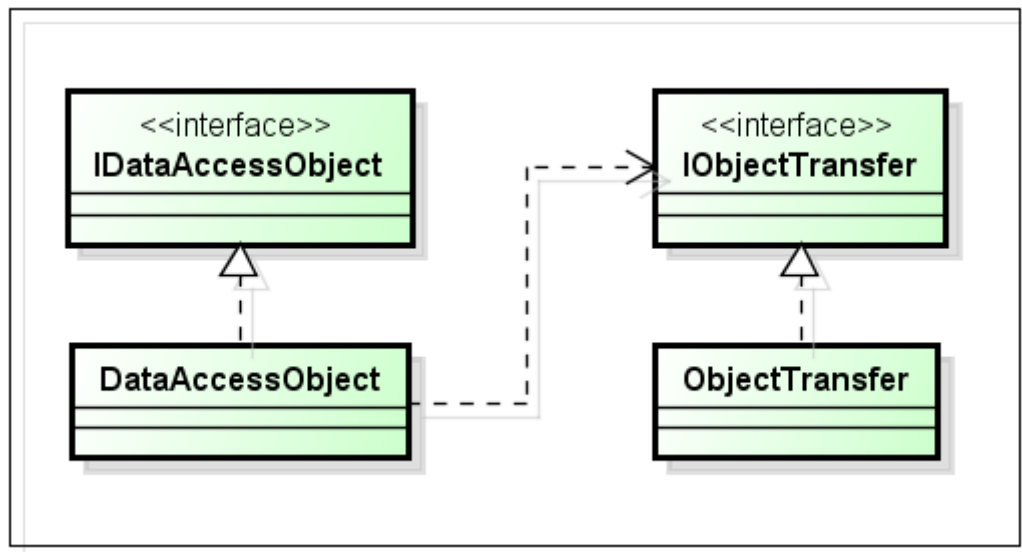 <<interface>>
IDataAccessObject
<<interface>>
IObjectTransfer
DataAccessObject
ObjectTransfer